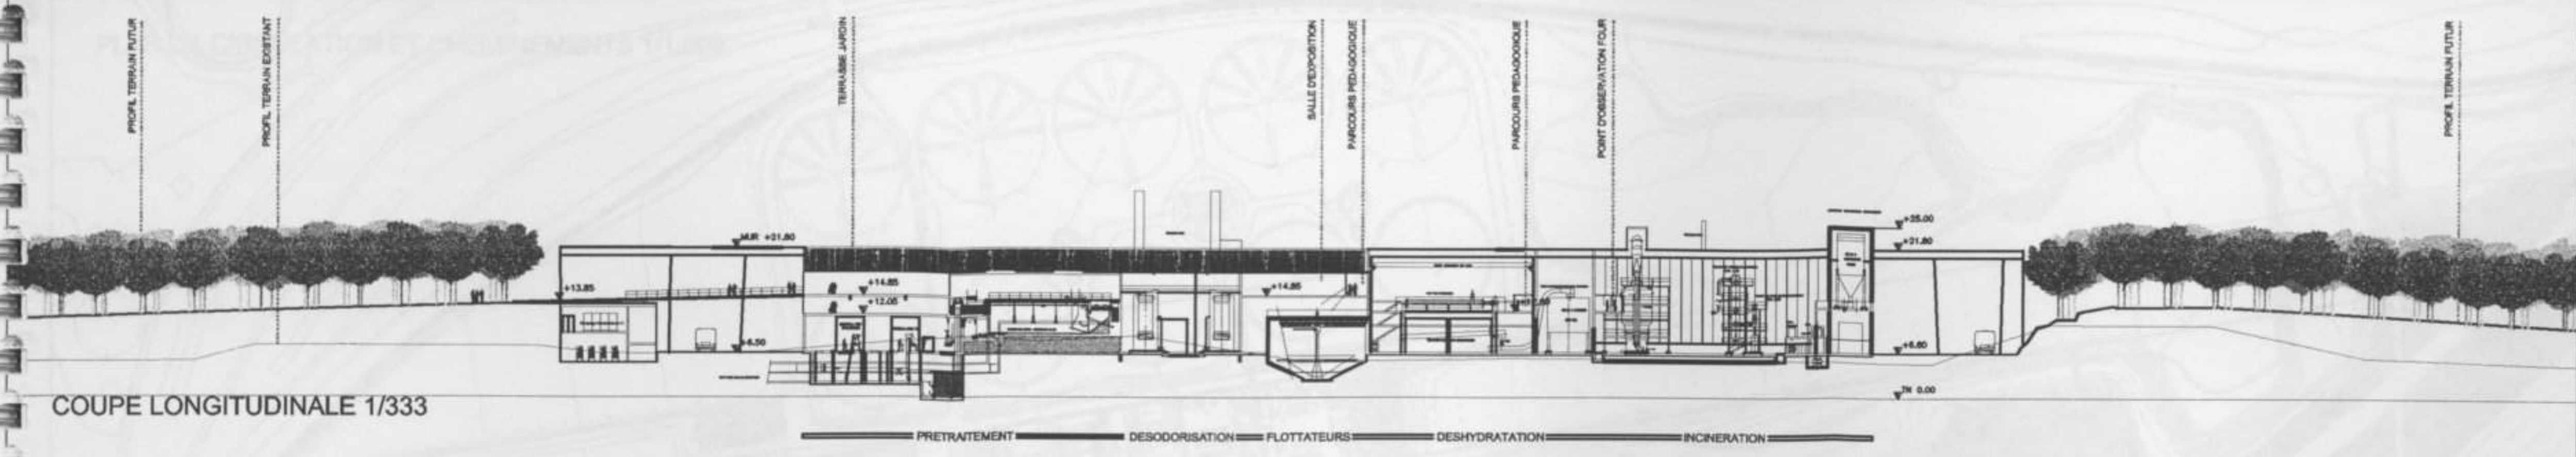 PROFIL TERRAIN FUTUR
PROFIL TERRAIN EXISTANT
TERRASSE JARDIN
SALLE D'EXPOSITION
PARCOURS PEDAGOGIQUE
PARCOURS PEDAGOGIQUE
POINT D'OBSERVATION FOUR
PROFIL TERRAIN FUTUR
+25.00
MUR +21.80
+21.80
+13.85
+14.85
+14.85
+12.05
+6.50
+6.60
TN 0.00
COUPE LONGITUDINALE 1/333
PRETRAITEMENT DESODORISATION FLOTTATEURS DESHYDRATATION INCINERATION